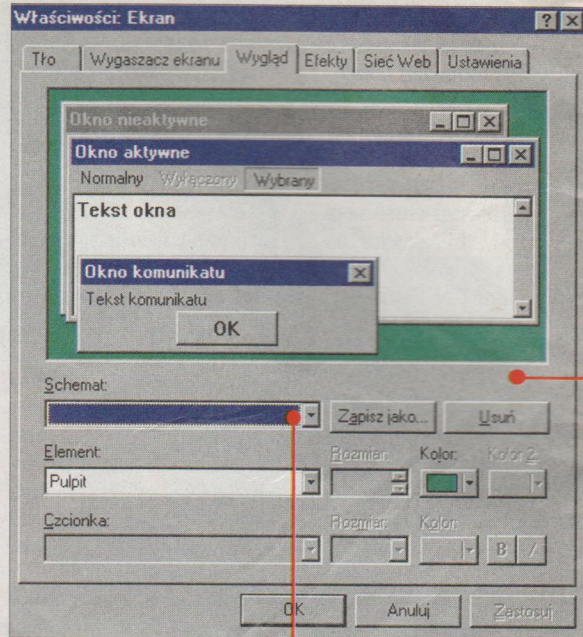 Właściwości: Ekran
Tło Wygaszacz ekranu Wygląd Efekty Sieć Web Ustawienia
Okno nieaktywne
Okno aktywne
Normalny Wyłączony Wybrany
Tekst okna
Okno komunikatu
Tekst komunikatu
OK
Schemat:
Zapisz jako... Usuń
Element: Rozmiar: Kolor: Kolor 2:
Pulpit
Czcionka: Rozmiar: Kolor:
B /
OK Anuluj Zastosuj